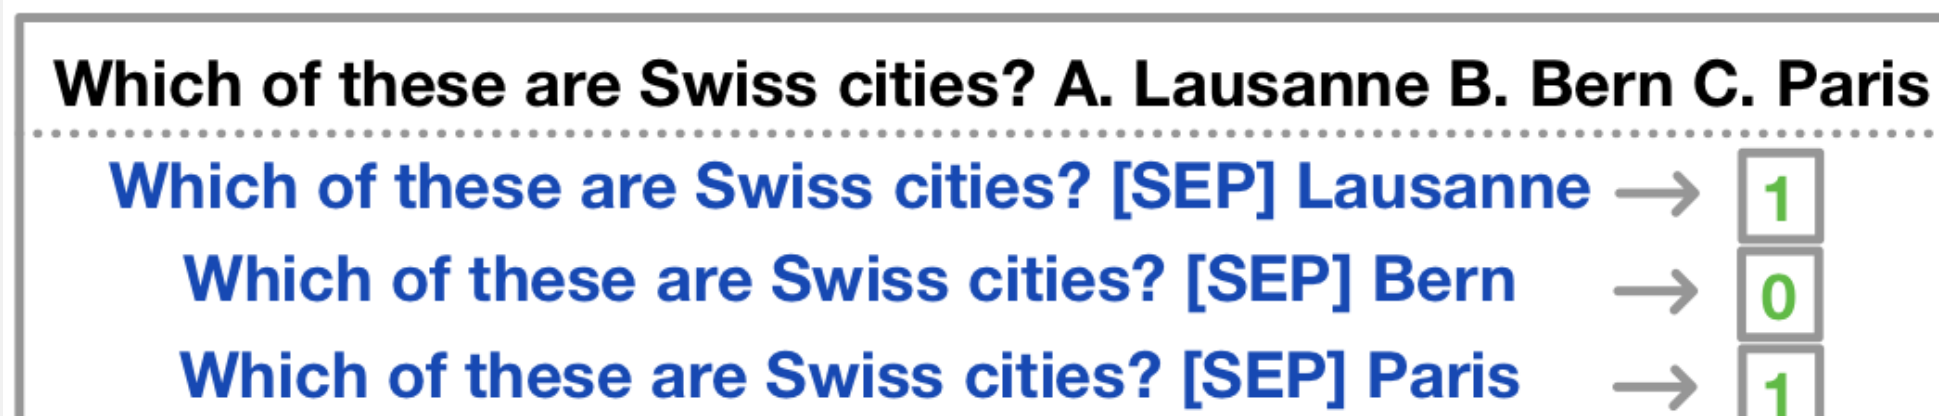 Which of these are Swiss cities? A. Lausanne B. Bern C. Paris
Which of these are Swiss cities? [SEP] Lausanne → 1
Which of these are Swiss cities? [SEP] Bern → 0
Which of these are Swiss cities? [SEP] Paris → 1